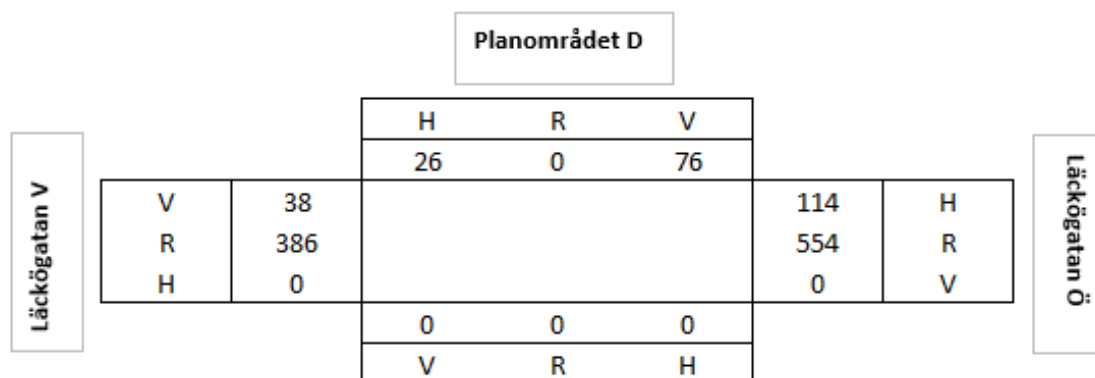 Planområdet D
H R V
26 0 76
Läckögatan V
V 38 114 H
R 386 554 R
H 0 0 V
Läckögatan Ö
0 0 0
V R H